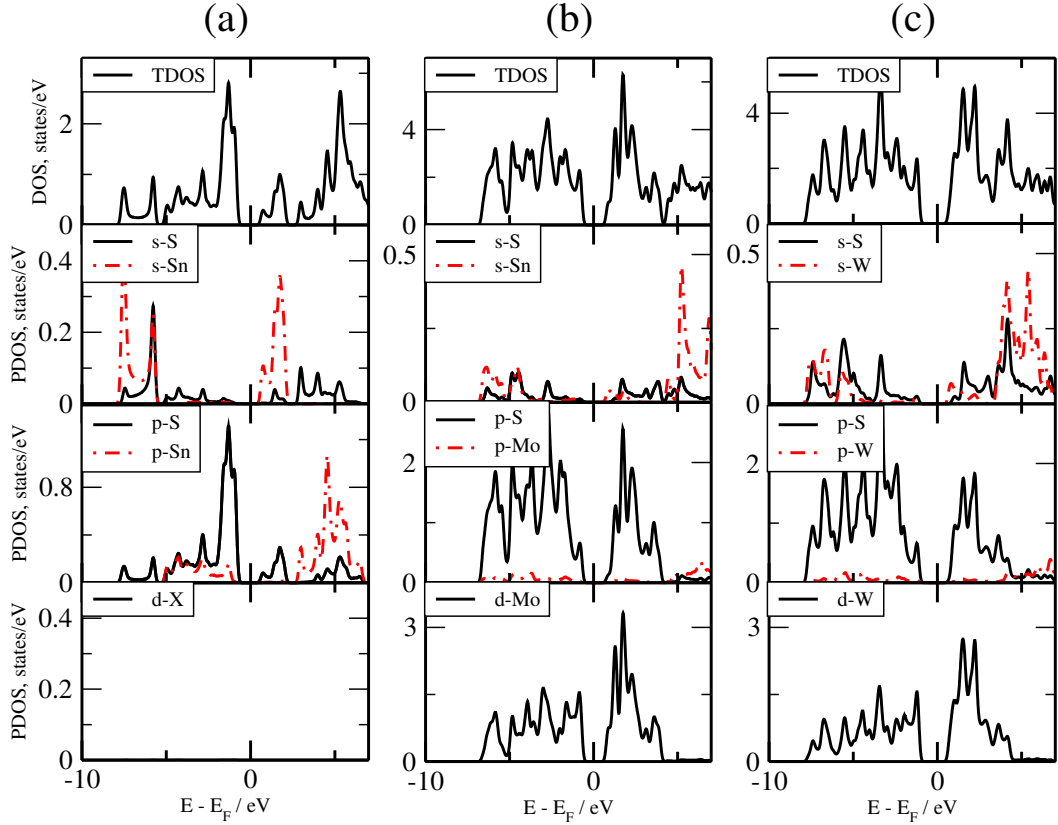 (a)
(b)
(c)
DOS, states/eV
TDOS
2
0
TDOS
4
0
TDOS
4
0
PDOS, states/eV
s-S
s-Sn
0.4
0.2
0
s-S
s-Sn
0.5
0
s-S
s-W
0.5
0
PDOS, states/eV
p-S
p-Sn
0.8
0
p-S
p-Mo
2
0
p-S
p-W
2
0
PDOS, states/eV
d-X
0.4
0.2
0
d-Mo
3
0
d-W
3
0
-10
0
-10
0
-10
0
E - E_F / eV
E - E_F / eV
E - E_F / eV